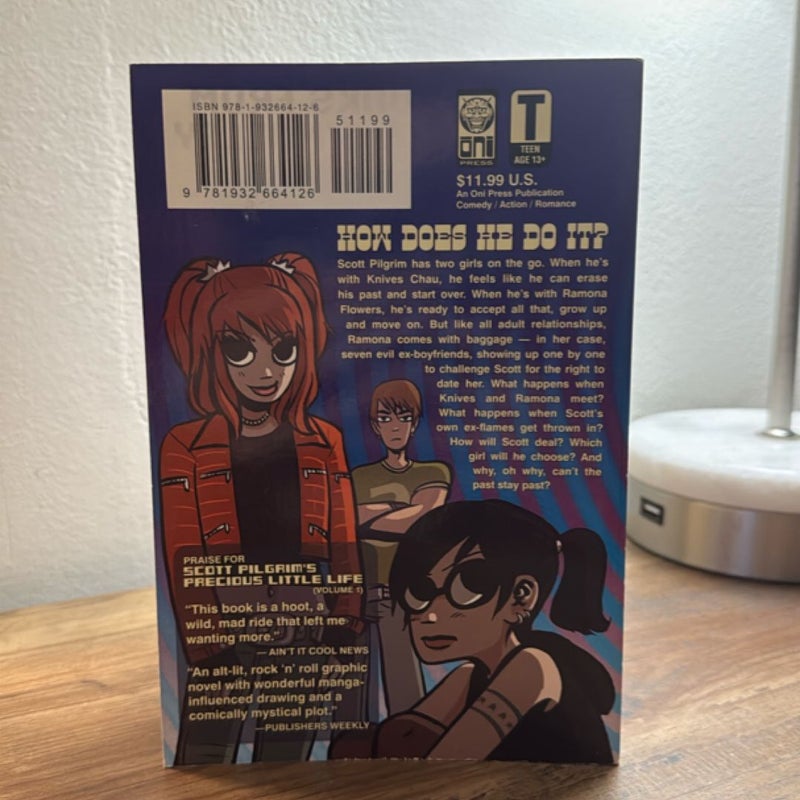 ISBN 978-1-932664-12-6
51199
9 781932 664126
ōni
PRESS
T
TEEN
AGE 13+
$11.99 U.S.
An Oni Press Publication
Comedy / Action / Romance
HOW DOES HE DO IT?
Scott Pilgrim has two girls on the go. When he's
with Knives Chau, he feels like he can erase
his past and start over. When he's with Ramona
Flowers, he's ready to accept all that, grow up
and move on. But like all adult relationships,
Ramona comes with baggage — in her case,
seven evil ex-boyfriends, showing up one by one
to challenge Scott for the right to
date her. What happens when
Knives and Ramona meet?
What happens when Scott's
own ex-flames get thrown in?
How will Scott deal? Which
girl will he choose? And
why, oh why, can't the
past stay past?
PRAISE FOR
SCOTT PILGRIM'S
PRECIOUS LITTLE LIFE
(VOLUME 1)
"This book is a hoot, a
wild, mad ride that left me
wanting more."
— AIN'T IT COOL NEWS
"An alt-lit, rock 'n' roll graphic
novel with wonderful manga-
influenced drawing and a
comically mystical plot."
—PUBLISHERS WEEKLY